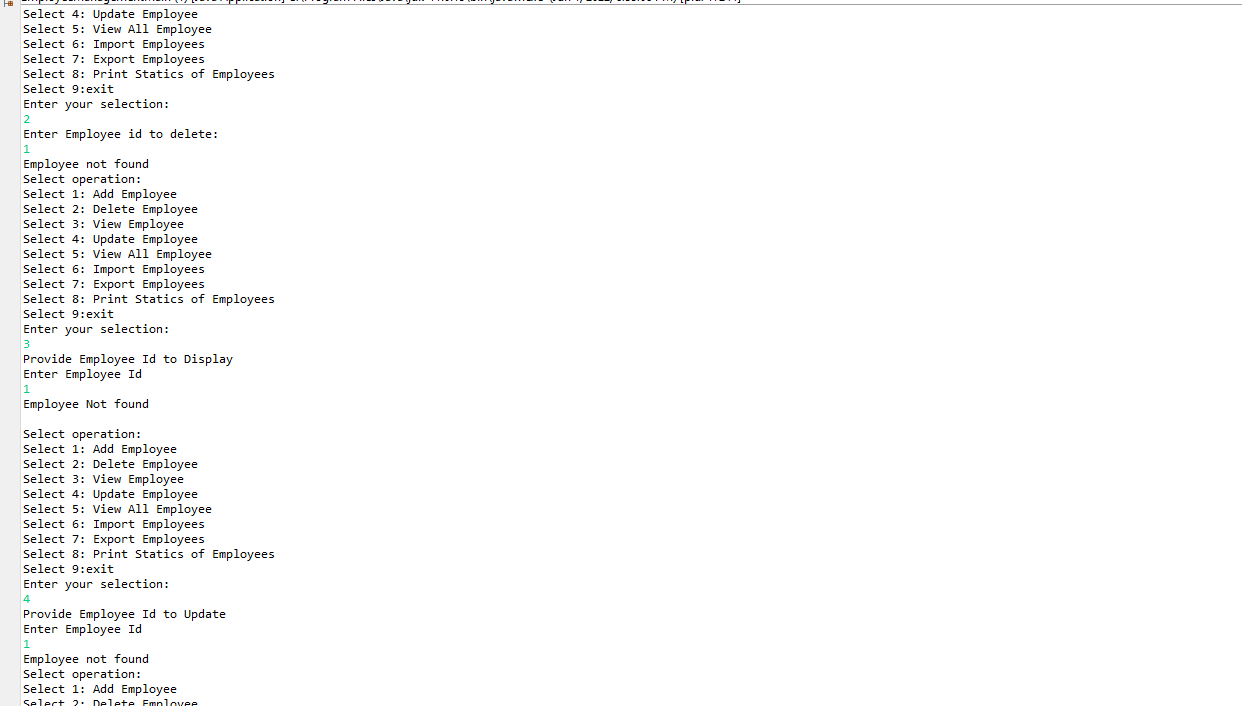 Select 4: Update Employee
Select 5: View All Employee
Select 6: Import Employees
Select 7: Export Employees
Select 8: Print Statics of Employees
Select 9:exit
Enter your selection:
2
Enter Employee id to delete:
1
Employee not found
Select operation:
Select 1: Add Employee
Select 2: Delete Employee
Select 3: View Employee
Select 4: Update Employee
Select 5: View All Employee
Select 6: Import Employees
Select 7: Export Employees
Select 8: Print Statics of Employees
Select 9:exit
Enter your selection:
3
Provide Employee Id to Display
Enter Employee Id
1
Employee Not found
Select operation:
Select 1: Add Employee
Select 2: Delete Employee
Select 3: View Employee
Select 4: Update Employee
Select 5: View All Employee
Select 6: Import Employees
Select 7: Export Employees
Select 8: Print Statics of Employees
Select 9:exit
Enter your selection:
4
Provide Employee Id to Update
Enter Employee Id
1
Employee not found
Select operation:
Select 1: Add Employee
Select 2: Delete Employee